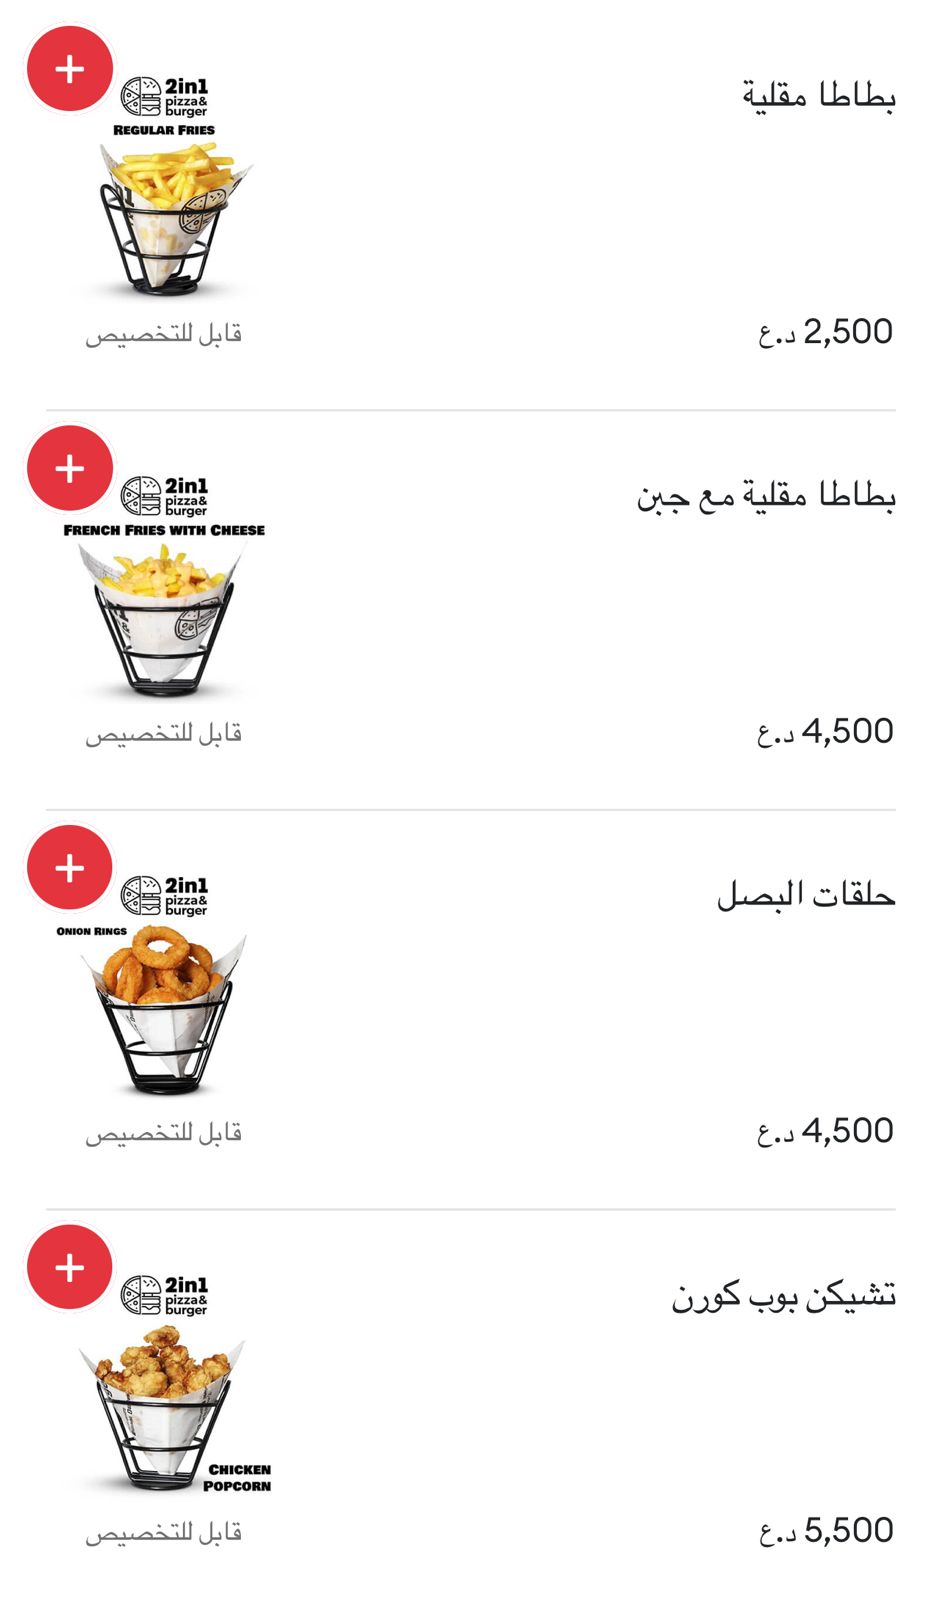 بطاطا مقلية
2in1
pizza&
burger
REGULAR FRIES
2,500 د.ع
قابل للتخصيص
بطاطا مقلية مع جبن
2in1
pizza&
burger
FRENCH FRIES WITH CHEESE
4,500 د.ع
قابل للتخصيص
حلقات البصل
2in1
pizza&
burger
ONION RINGS
4,500 د.ع
قابل للتخصيص
تشيكن بوب كورن
2in1
pizza&
burger
CHICKEN
POPCORN
5,500 د.ع
قابل للتخصيص